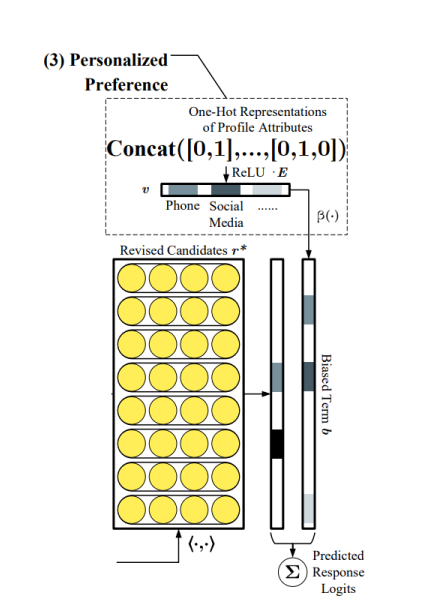 (3) Personalized
Preference
One-Hot Representations
of Profile Attributes
Concat([0,1],...,[0,1,0])
ReLU · E
v
Phone Social ......
Media
β(·)
Revised Candidates r*
Biased Term b
⟨·,·⟩
Σ
Predicted
Response
Logits